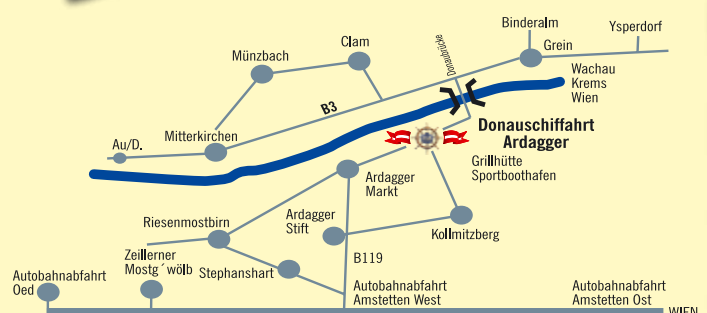 Binderalm
Ysperdorf
Clam
Donaubrücke
Grein
Münzbach
Wachau
Krems
Wien
B3
Au/D.
Mitterkirchen
Donauschiffahrt
Ardagger
Grillhütte
Sportboothafen
Ardagger
Markt
Riesenmostbirn
Ardagger
Stift
Kollmitzberg
Zeillerner
Mostg´wölb
Stephanshart
B119
Autobahnabfahrt
Oed
Autobahnabfahrt
Amstetten West
Autobahnabfahrt
Amstetten Ost
WIEN